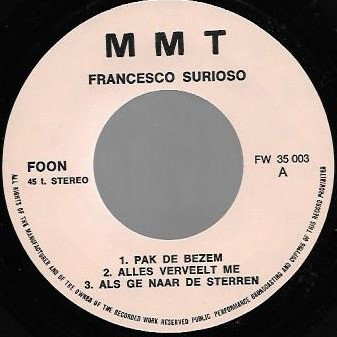 M M T
FRANCESCO SURIOSO
FOON
45 t. STEREO
FW 35 003
A
1. PAK DE BEZEM
2. ALLES VERVEELT ME
3. ALS GE NAAR DE STERREN
ALL RIGHTS OF THE MANUFACTURER AND OF THE OWNER OF THE RECORDED WORK RESERVED PUBLIC PERFORMANCE BROADCASTING AND COPYING OF THIS RECORD PROHIBITED